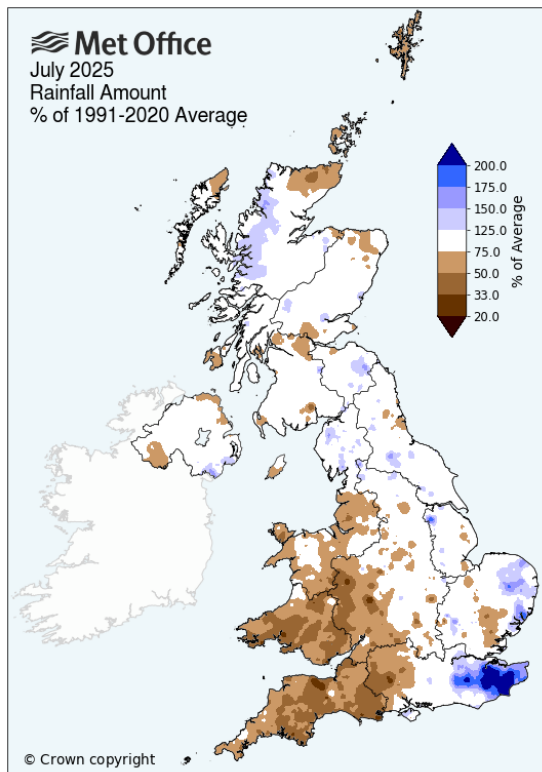 Met Office
July 2025
Rainfall Amount
% of 1991-2020 Average
200.0
175.0
150.0
125.0
75.0
50.0
33.0
20.0
% of Average
© Crown copyright